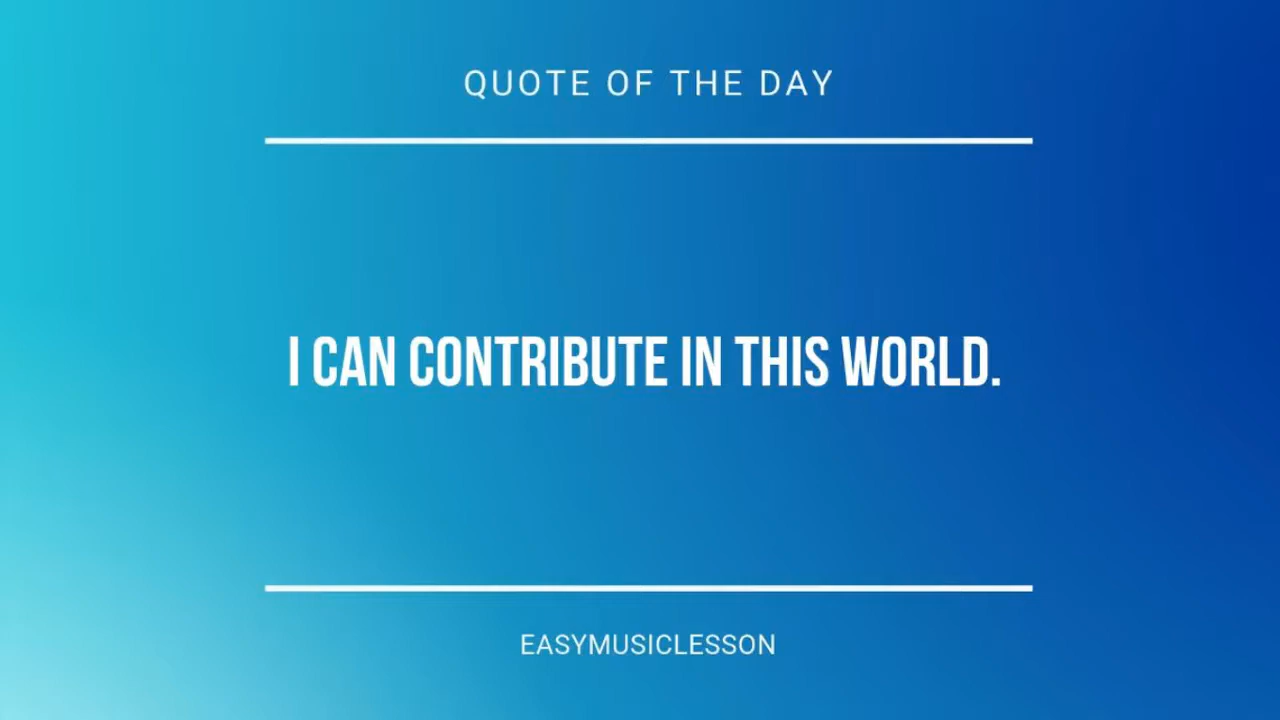 QUOTE OF THE DAY
I CAN CONTRIBUTE IN THIS WORLD.
EASYMUSICLESSON